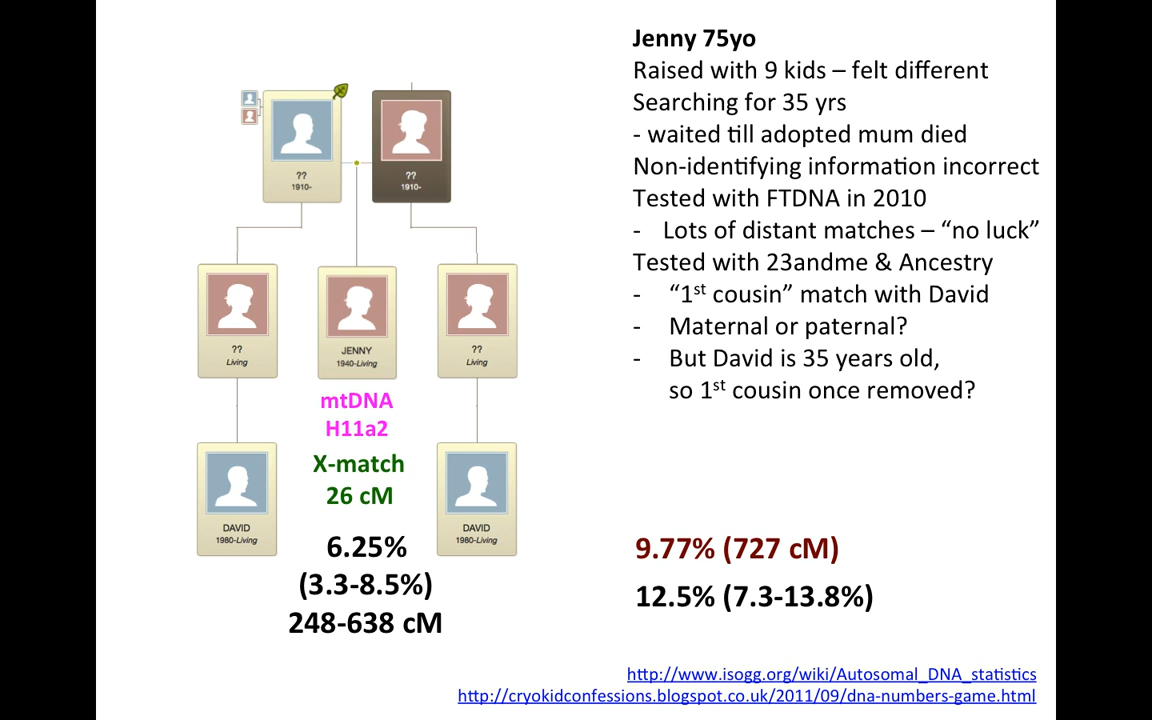 Jenny 75yo
Raised with 9 kids – felt different
Searching for 35 yrs
- waited till adopted mum died
Non-identifying information incorrect
Tested with FTDNA in 2010
- Lots of distant matches – “no luck”
Tested with 23andme & Ancestry
- “1st cousin” match with David
- Maternal or paternal?
- But David is 35 years old,
so 1st cousin once removed?
??
1910-
??
1910-
??
Living
JENNY
1940-Living
??
Living
mtDNA
H11a2
X-match
26 cM
DAVID
1980-Living
DAVID
1980-Living
6.25%
(3.3-8.5%)
248-638 cM
9.77% (727 cM)
12.5% (7.3-13.8%)
http://www.isogg.org/wiki/Autosomal_DNA_statistics
http://cryokidconfessions.blogspot.co.uk/2011/09/dna-numbers-game.html